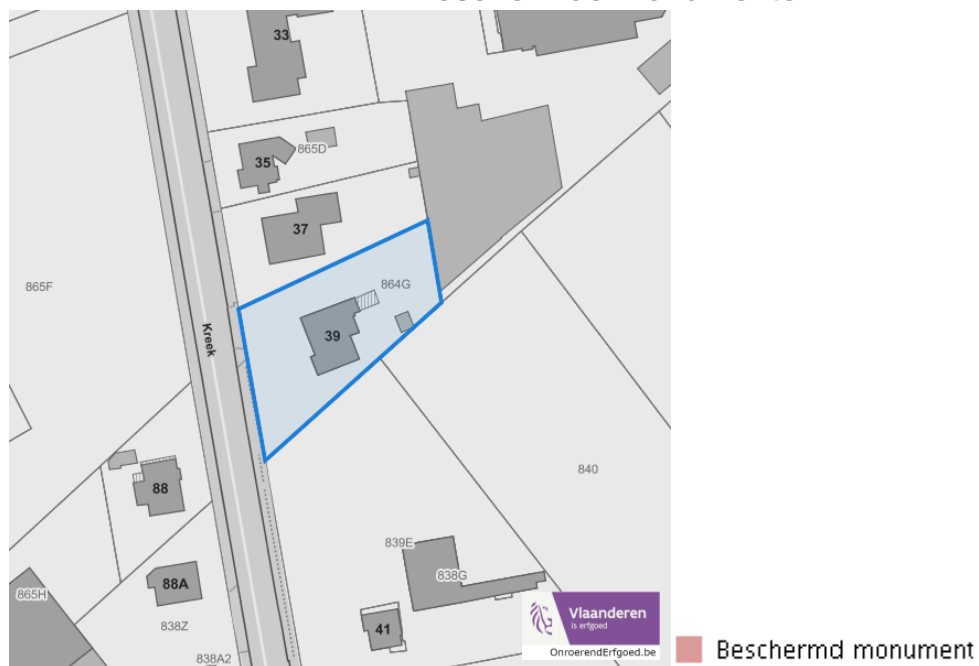 33
35
865D
37
865F
864G
39
Kreek
840
88
839E
838G
865H
88A
838Z
41
838A2
Vlaanderen
is erfgoed
OnroerendErfgoed.be
Beschermd monument